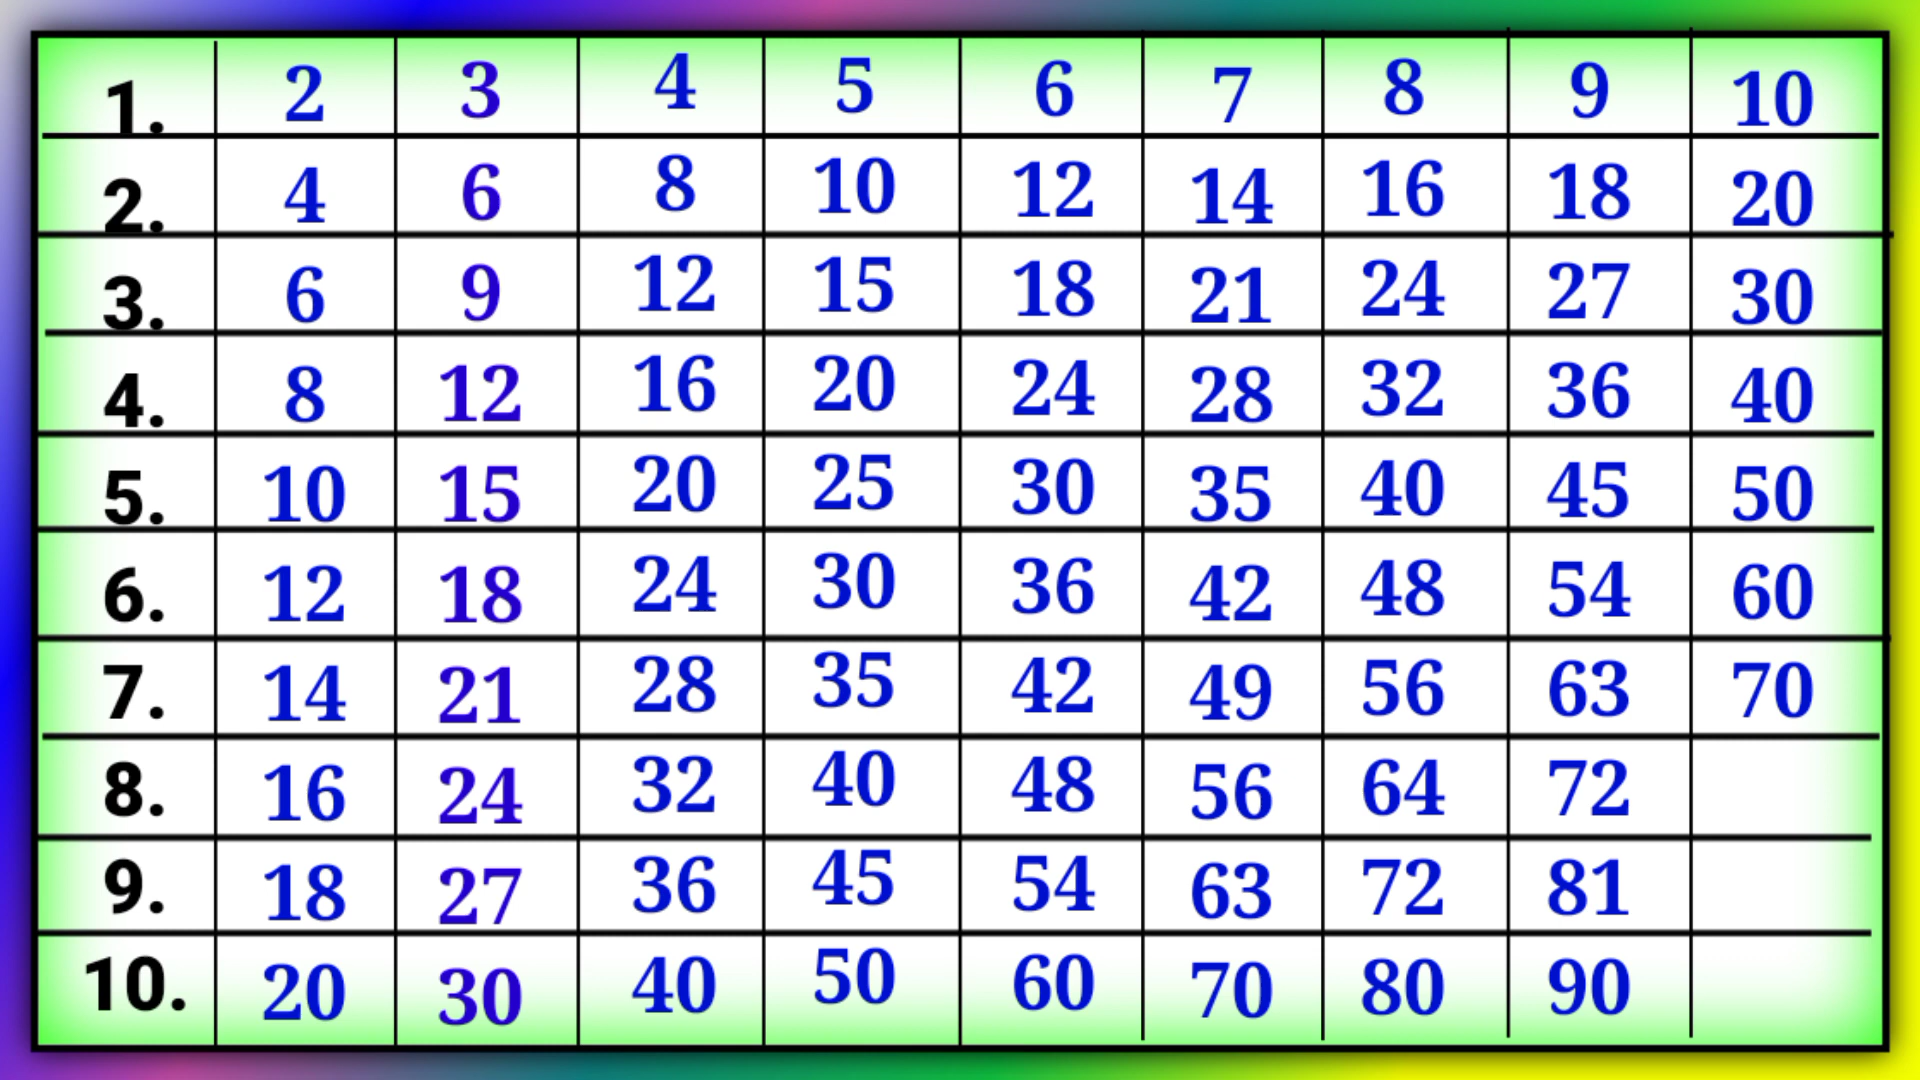 1. 2 3 4 5 6 7 8 9 10
2. 4 6 8 10 12 14 16 18 20
3. 6 9 12 15 18 21 24 27 30
4. 8 12 16 20 24 28 32 36 40
5. 10 15 20 25 30 35 40 45 50
6. 12 18 24 30 36 42 48 54 60
7. 14 21 28 35 42 49 56 63 70
8. 16 24 32 40 48 56 64 72
9. 18 27 36 45 54 63 72 81
10. 20 30 40 50 60 70 80 90